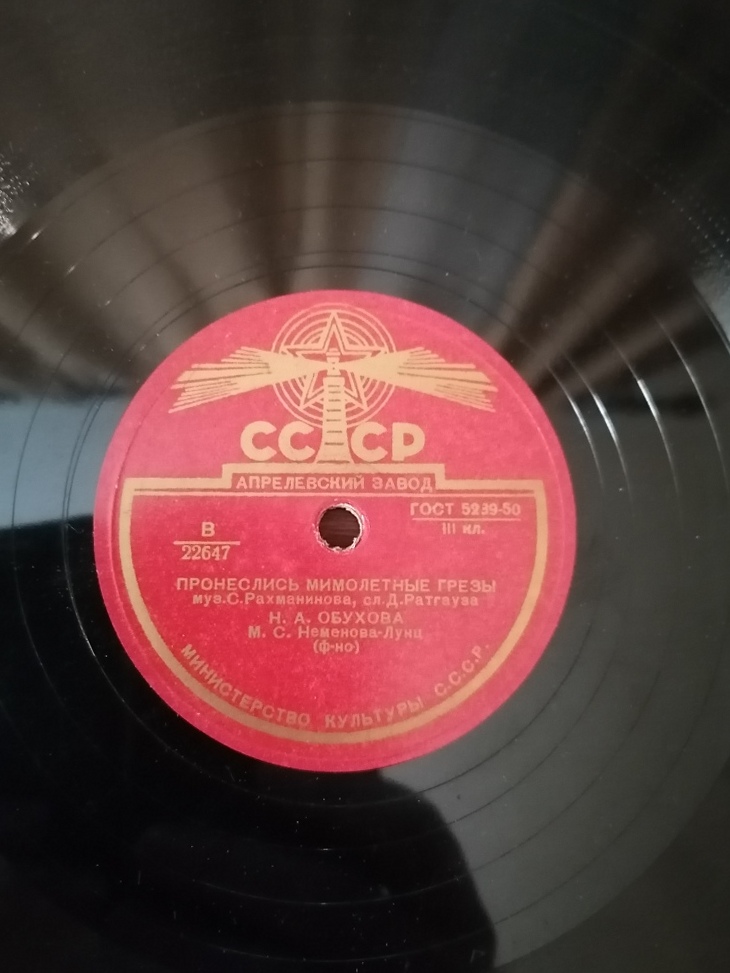 СССР
АПРЕЛЕВСКИЙ ЗАВОД
ГОСТ 5289-50
III кл.
В
22647
ПРОНЕСЛИСЬ МИМОЛЕТНЫЕ ГРЕЗЫ
муз.С.Рахманинова, сл.Д.Ратгауза
Н. А. ОБУХОВА
М. С. Неменова-Лунц
(ф-но)
МИНИСТЕРСТВО КУЛЬТУРЫ С.С.С.Р.